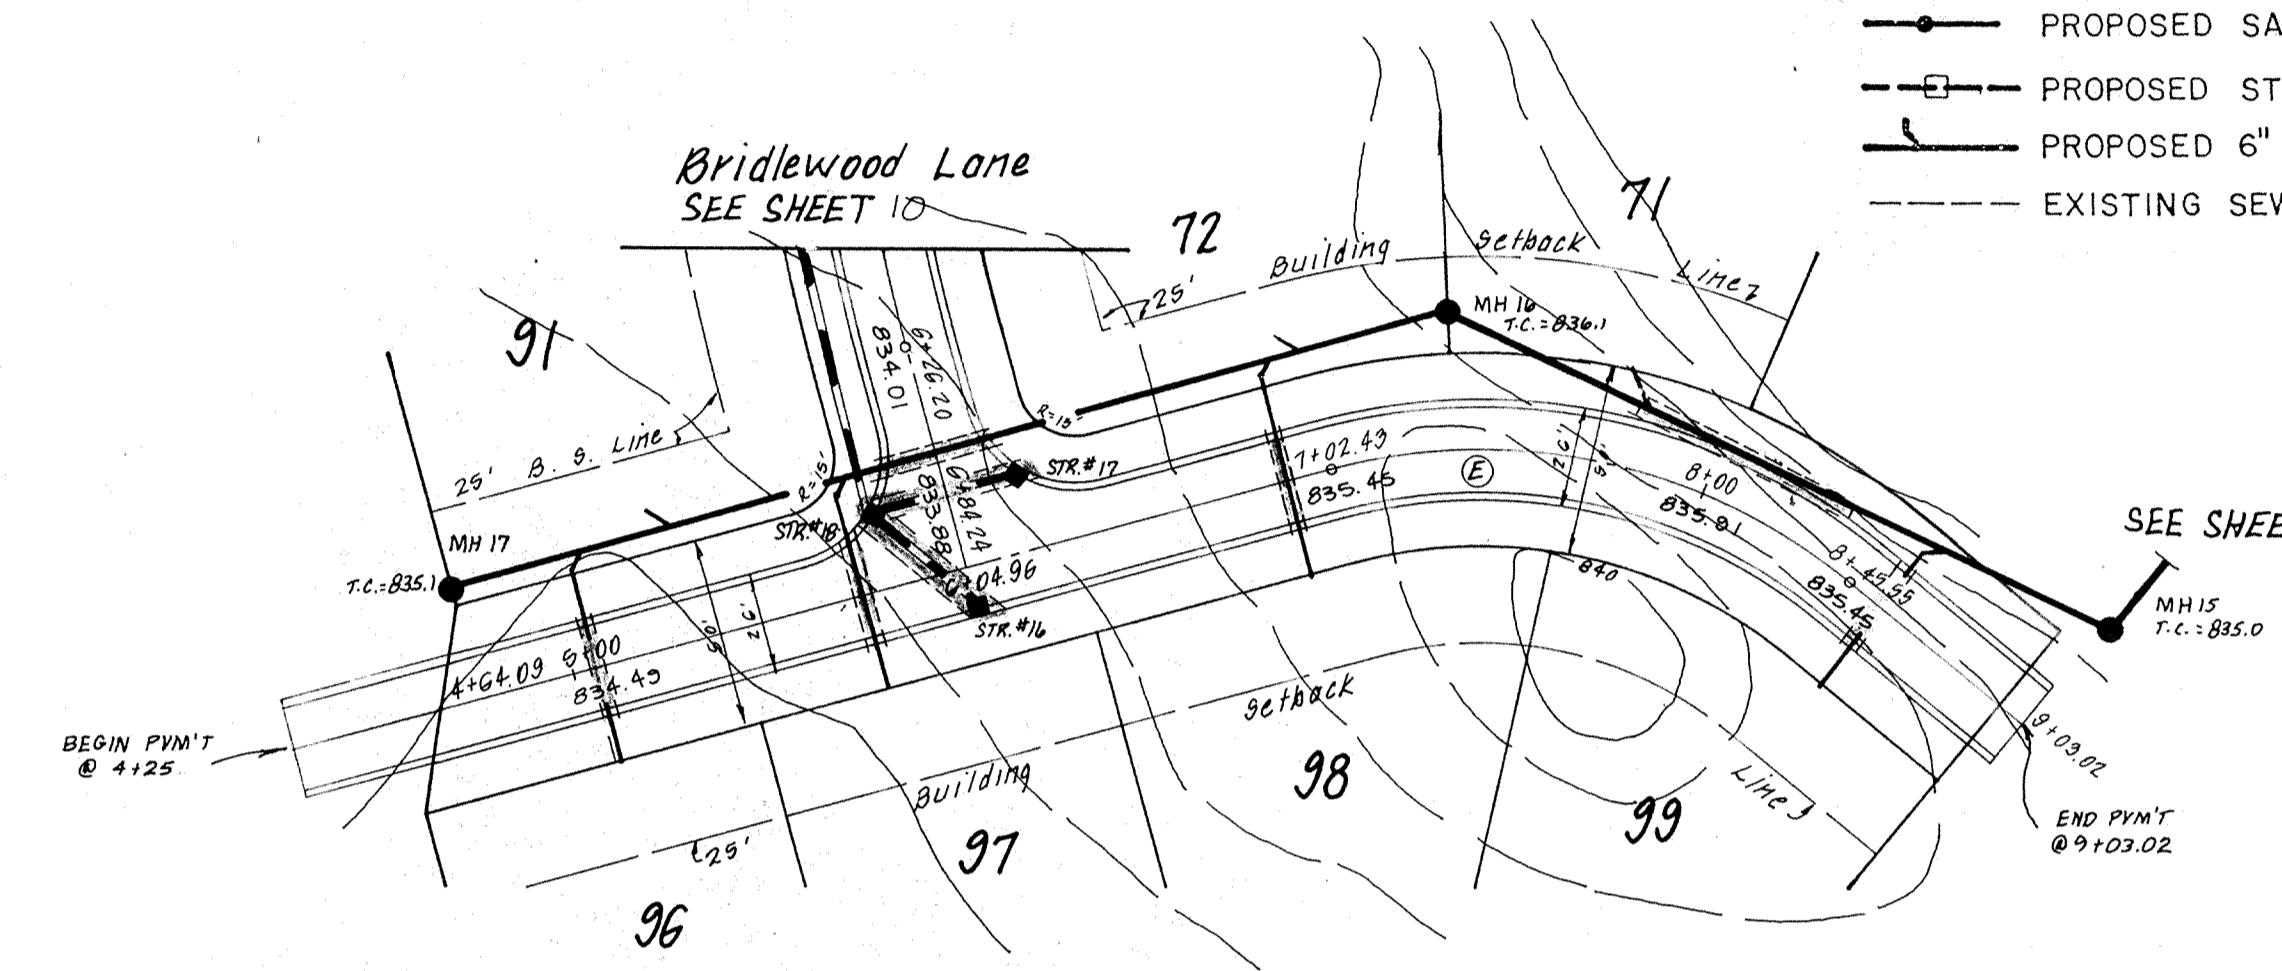 PROPOSED SA
PROPOSED ST
PROPOSED 6"
EXISTING SEV
Bridlewood Lane
SEE SHEET 10
72
71
Building Setback Line
25'
MH 16
T.C. = 836.1
91
6+26.20
834.01
25' B. S. Line
R=15'
R=15'
STR.#17
STR.#18
6+84.24
833.88
7+02.43
835.45
E
26'
8+00
835.91
SEE SHEE
MH 17
T.C.=835.1
04.96
STR.#16
840
8+45.55
835.45
MH 15
T.C. = 835.0
26'
50'
4+64.09
5+00
834.49
BEGIN PVM'T
@ 4+25
Building Setback Line
25'
9+03.02
END PVM'T
@ 9+03.02
96
97
98
99